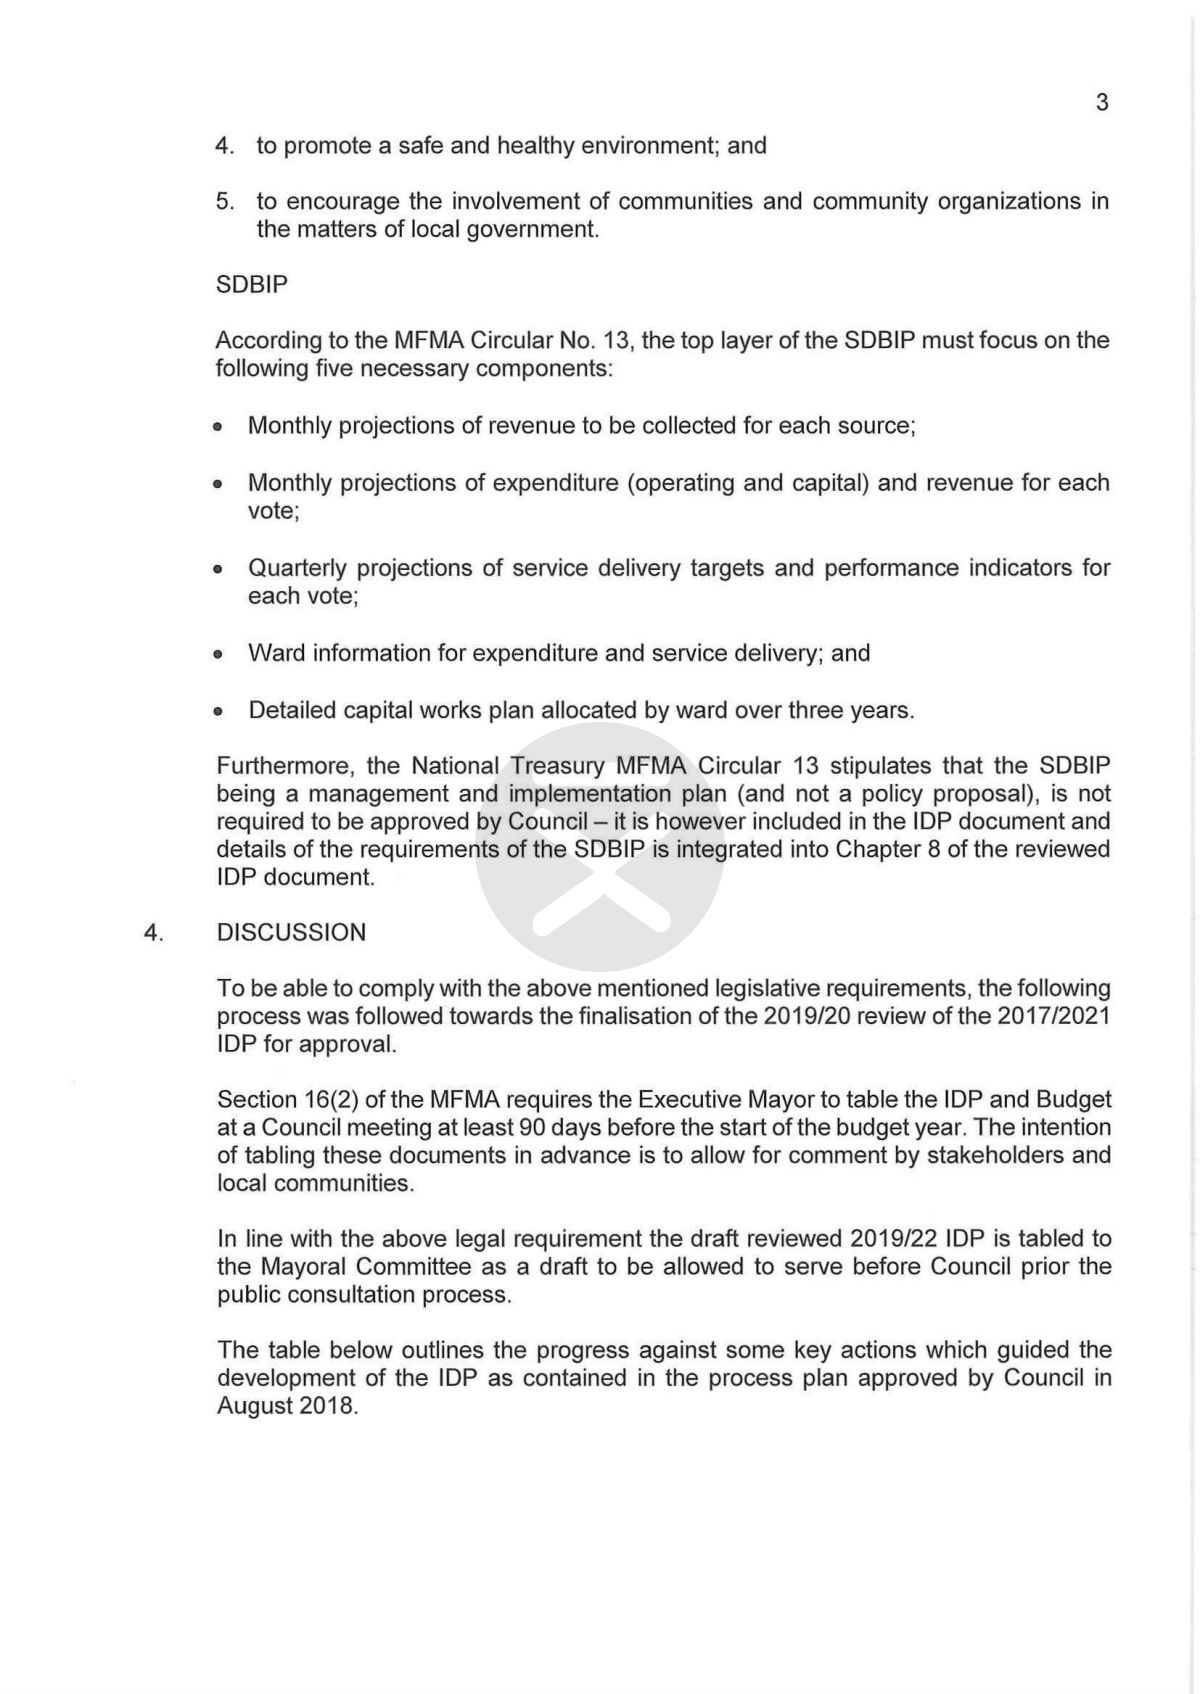 3
4. to promote a safe and healthy environment; and
5. to encourage the involvement of communities and community organizations in
the matters of local government.
SDBIP
According to the MFMA Circular No. 13, the top layer of the SDBIP must focus on the
following five necessary components:
• Monthly projections of revenue to be collected for each source;
• Monthly projections of expenditure (operating and capital) and revenue for each
vote;
• Quarterly projections of service delivery targets and performance indicators for
each vote;
• Ward information for expenditure and service delivery; and
• Detailed capital works plan allocated by ward over three years.
Furthermore, the National Treasury MFMA Circular 13 stipulates that the SDBIP
being a management and implementation plan (and not a policy proposal), is not
required to be approved by Council – it is however included in the IDP document and
details of the requirements of the SDBIP is integrated into Chapter 8 of the reviewed
IDP document.
4. DISCUSSION
To be able to comply with the above mentioned legislative requirements, the following
process was followed towards the finalisation of the 2019/20 review of the 2017/2021
IDP for approval.
Section 16(2) of the MFMA requires the Executive Mayor to table the IDP and Budget
at a Council meeting at least 90 days before the start of the budget year. The intention
of tabling these documents in advance is to allow for comment by stakeholders and
local communities.
In line with the above legal requirement the draft reviewed 2019/22 IDP is tabled to
the Mayoral Committee as a draft to be allowed to serve before Council prior the
public consultation process.
The table below outlines the progress against some key actions which guided the
development of the IDP as contained in the process plan approved by Council in
August 2018.